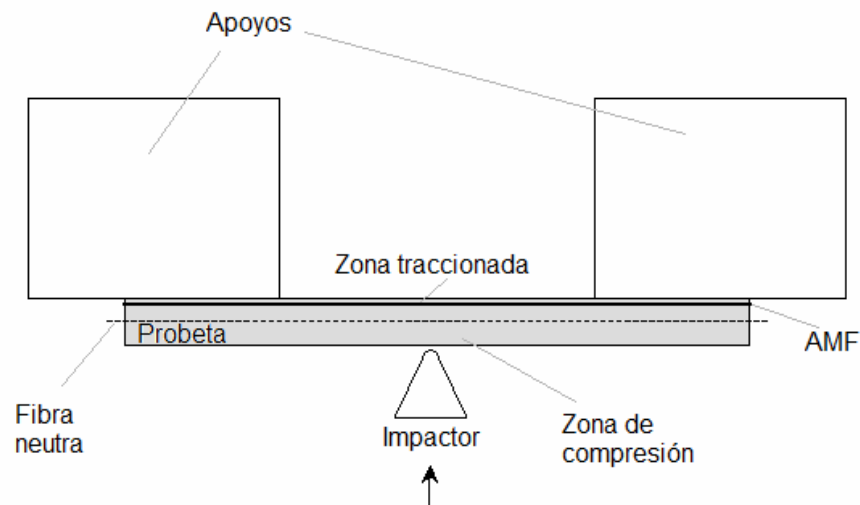 Apoyos
Zona traccionada
Probeta
AMF
Fibra
neutra
Impactor
Zona de
compresión